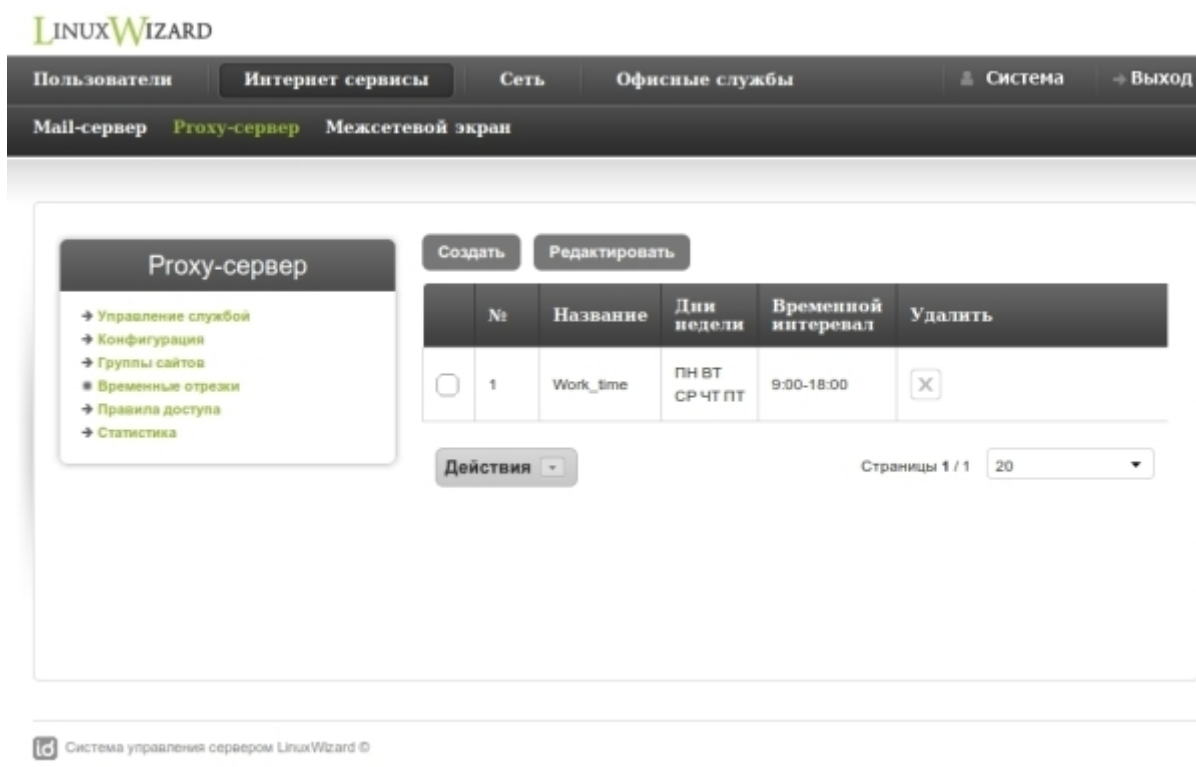 LINUXWIZARD
Пользователи Интернет сервисы Сеть Офисные службы Система Выход
Mail-сервер Proxy-сервер Межсетевой экран
Proxy-сервер
Управление службой
Конфигурация
Группы сайтов
Временные отрезки
Правила доступа
Статистика
Создать Редактировать
№ Название Дни недели Временной интеревал Удалить
1 Work_time ПН ВТ СР ЧТ ПТ 9:00-18:00 X
Действия Страницы 1 / 1 20
id Система управления сервером LinuxWizard ©